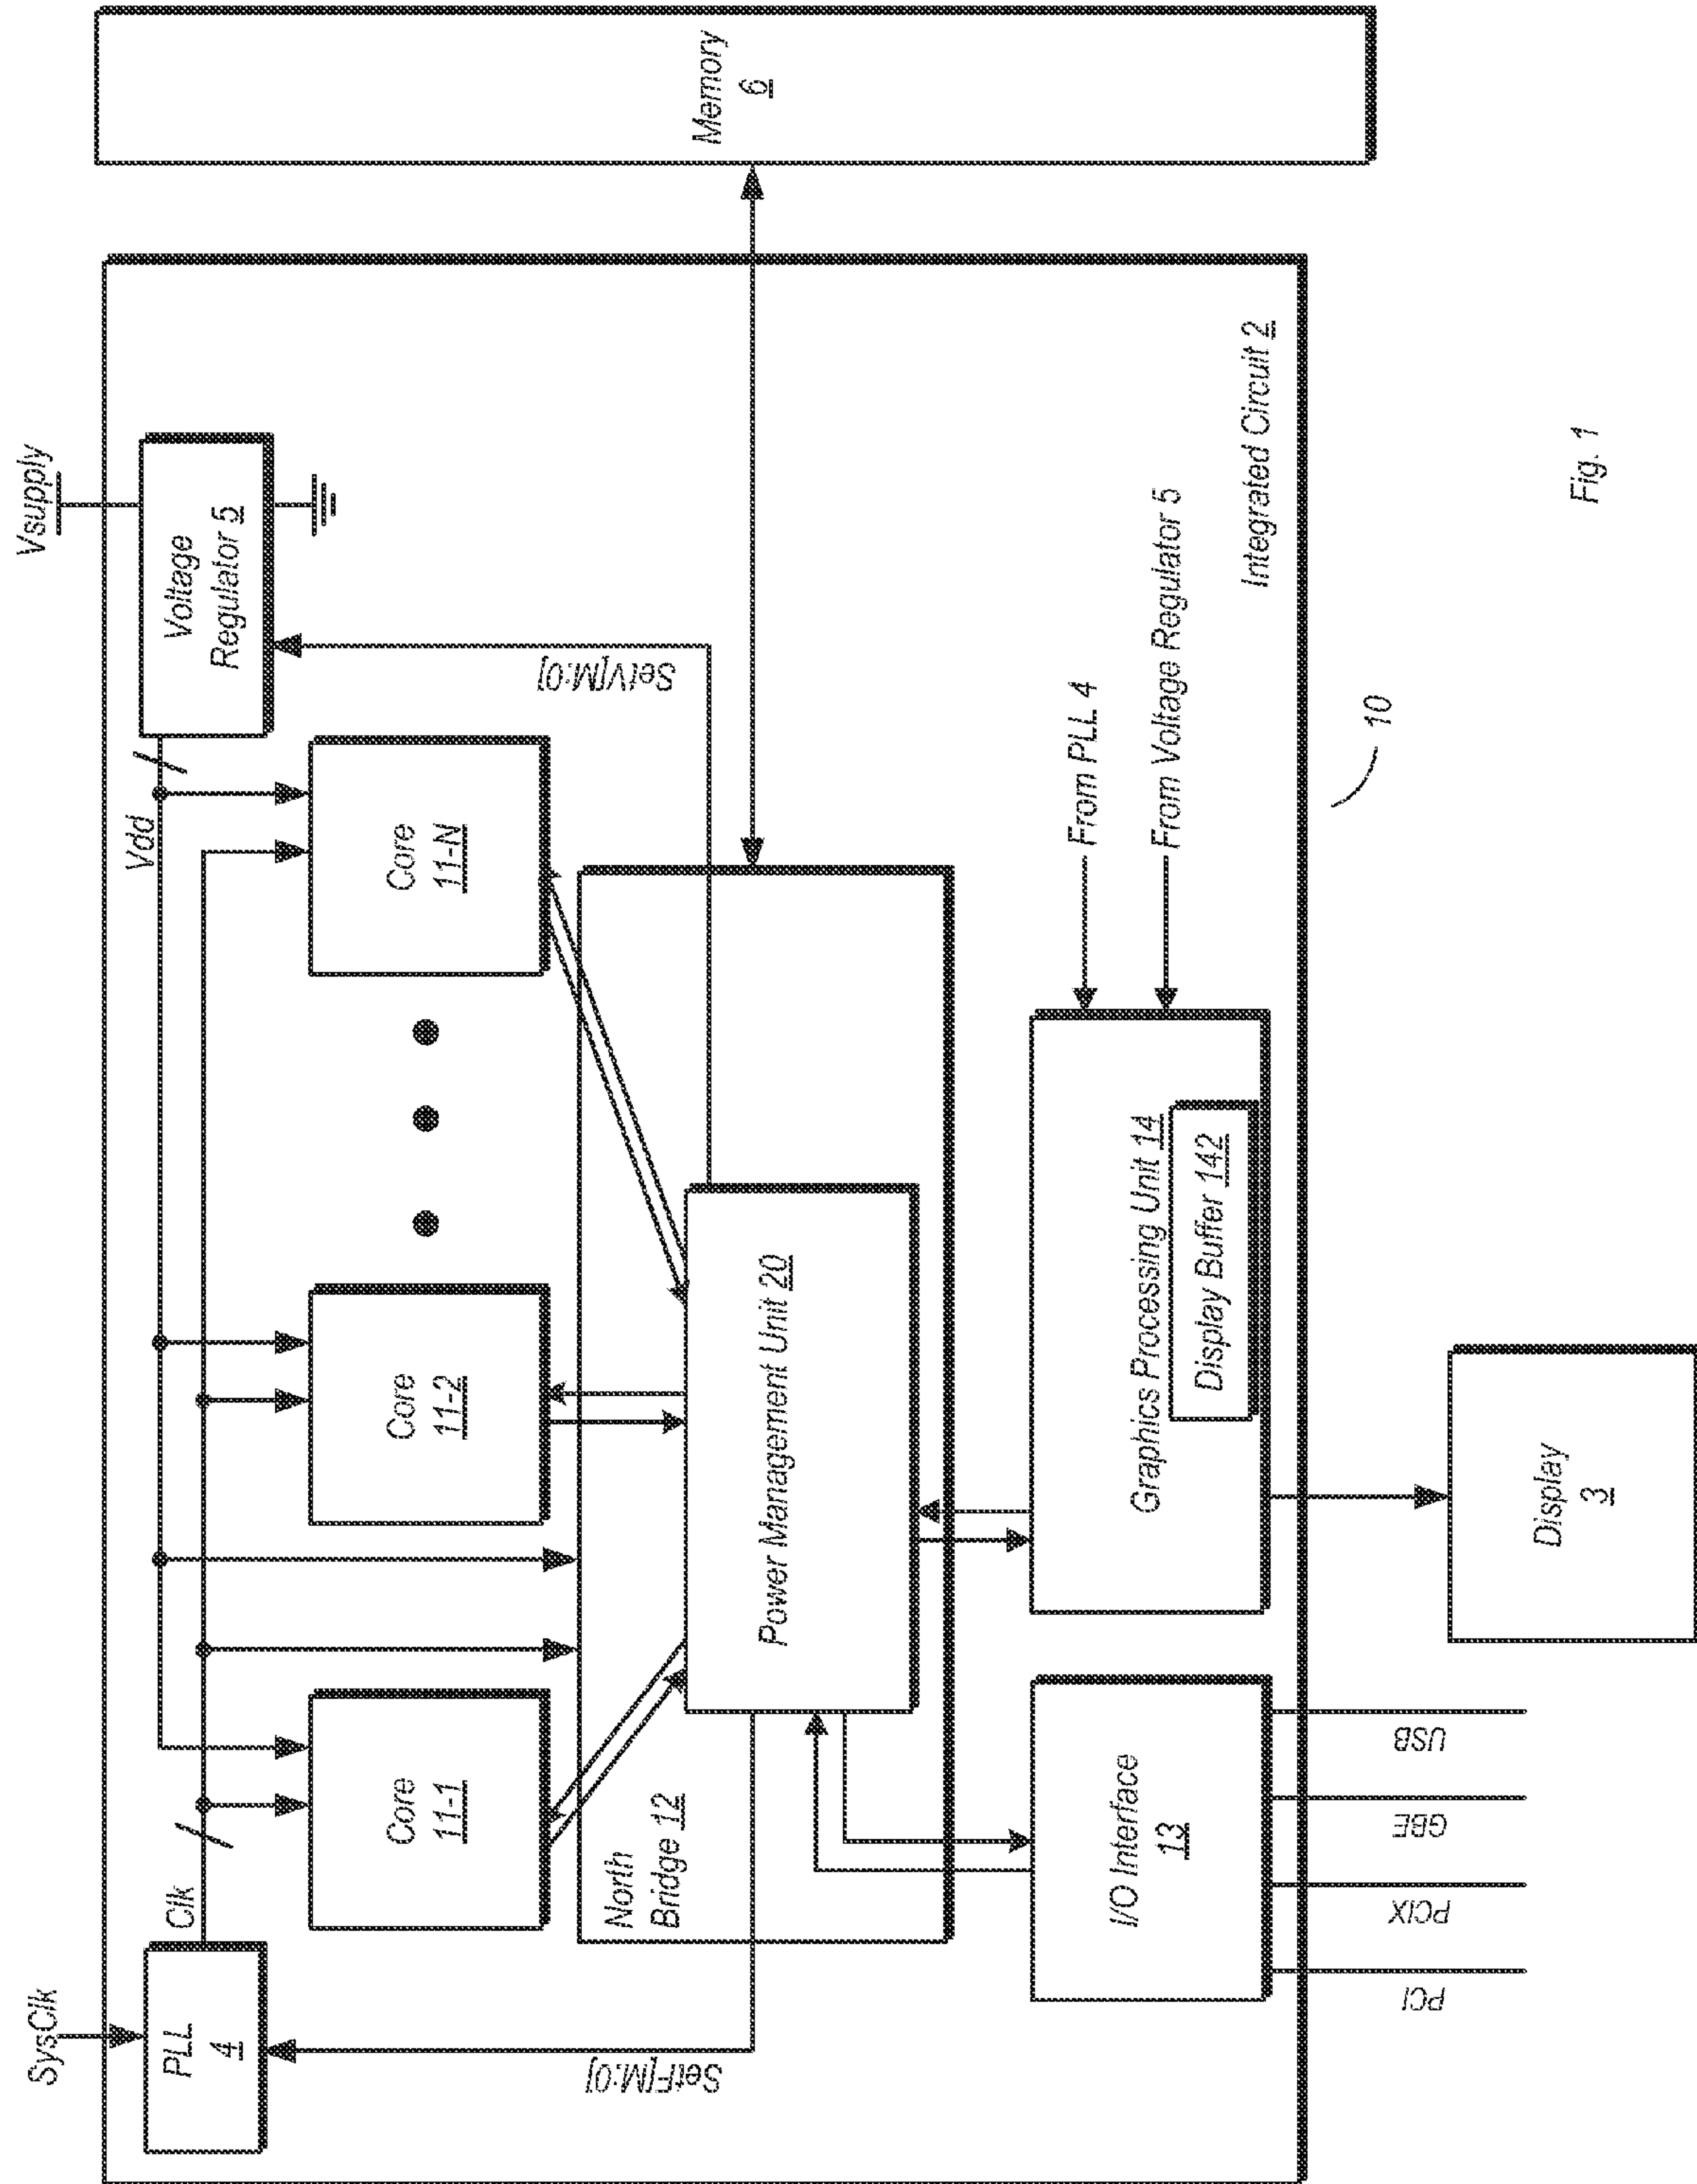 SysClk
Vsupply
PLL
4
Clk
Vdd
Voltage
Regulator 5
Core
11-1
Core
11-2
Core
11-N
SetF[M:0]
SetV[M:0]
North
Bridge 12
Power Management Unit 20
Memory
6
I/O Interface
13
Graphics Processing Unit 14
Display Buffer 142
From PLL 4
From Voltage Regulator 5
Integrated Circuit 2
PCI
PCIX
GBE
USB
Display
3
10
Fig. 1